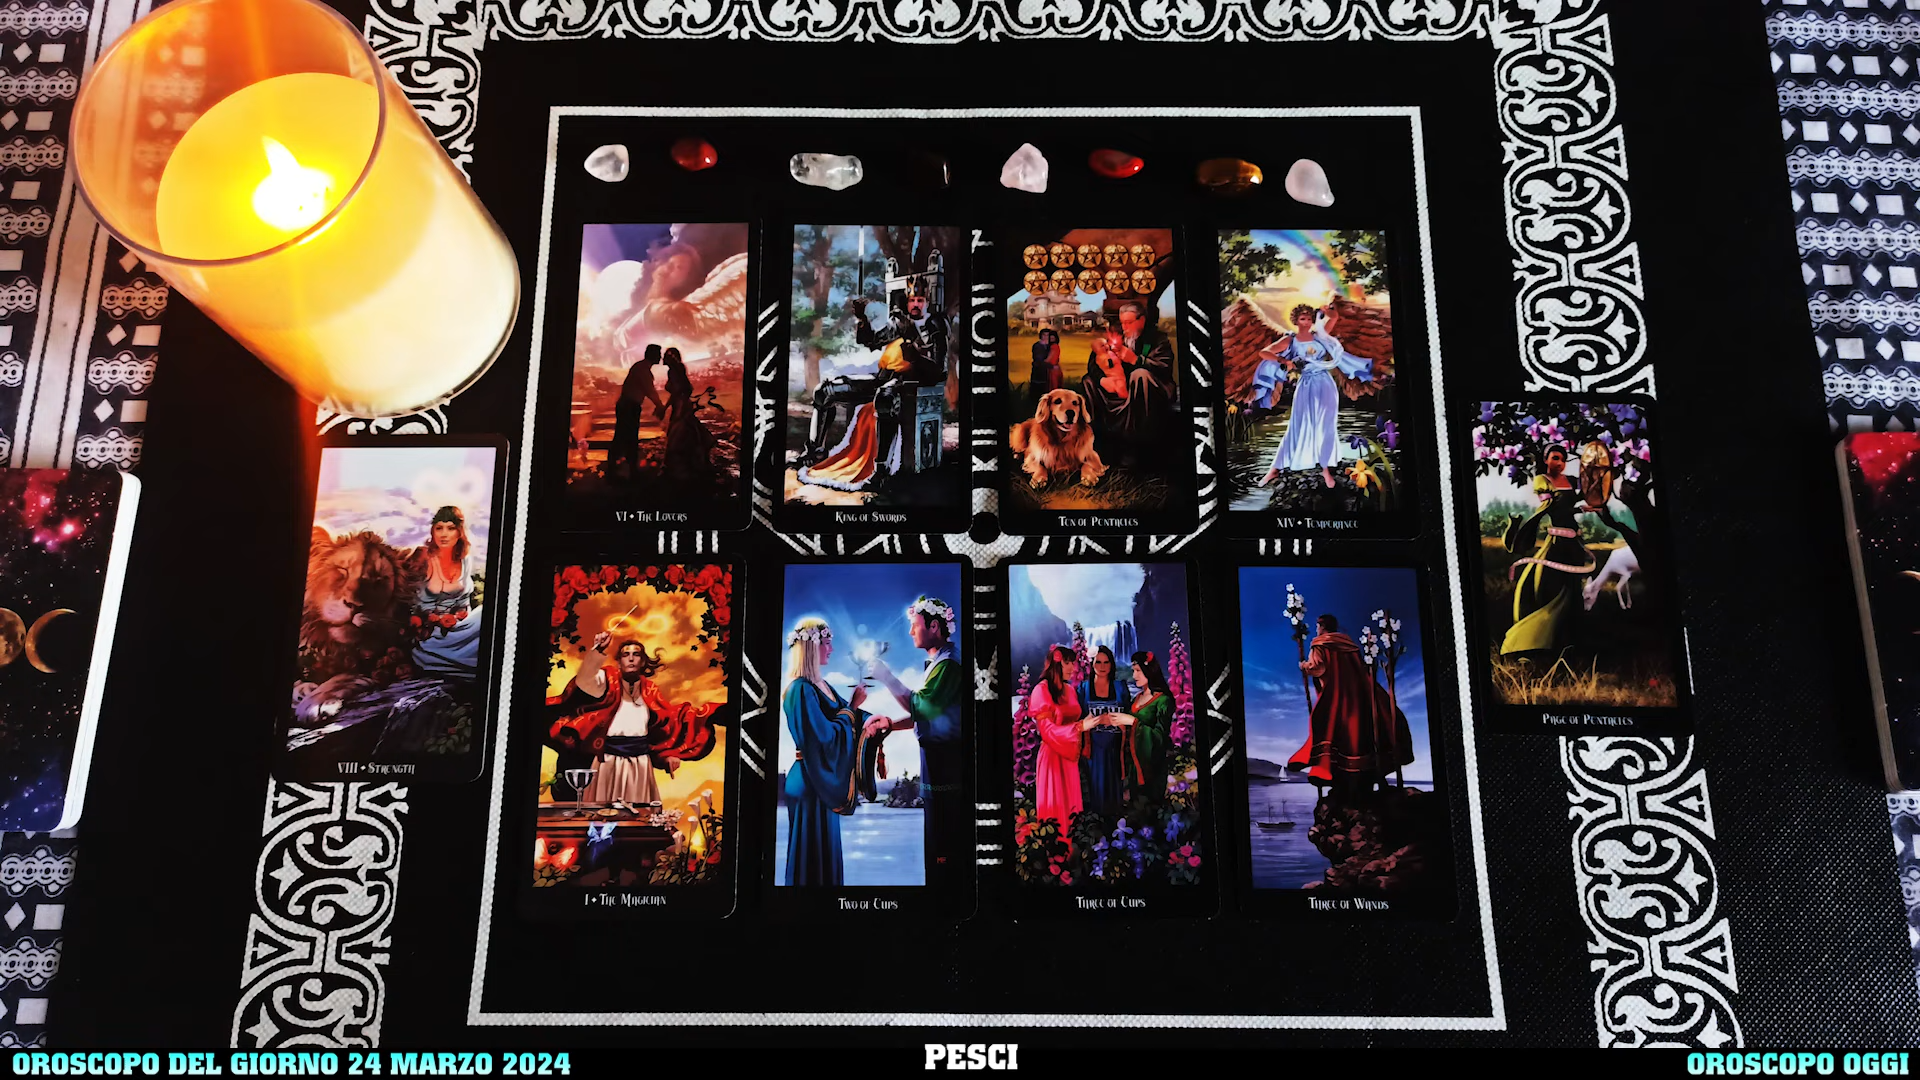 VI • The Lovers
King of Swords
Ten of Pentacles
XIV • Temperance
VIII • Strength
Page of Pentacles
I • The Magician
Two of Cups
Three of Cups
Three of Wands
OROSCOPO DEL GIORNO 24 MARZO 2024
PESCI
OROSCOPO OGGI